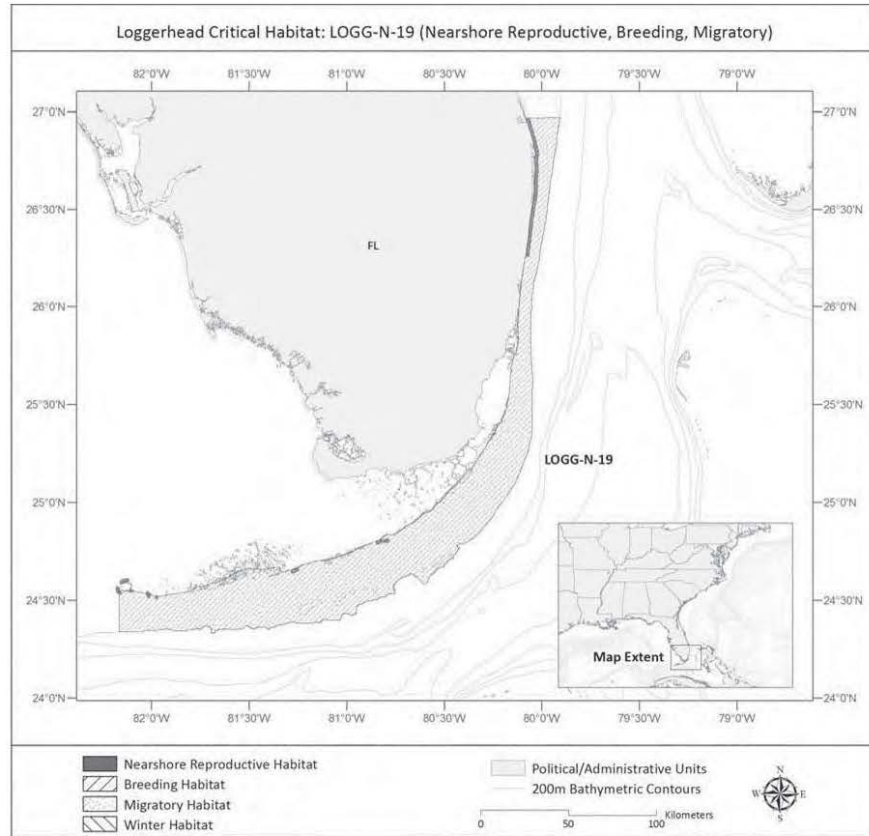 Loggerhead Critical Habitat: LOGG-N-19 (Nearshore Reproductive, Breeding, Migratory)
82°0'W 81°30'W 81°0'W 80°30'W 80°0'W 79°30'W 79°0'W
27°0'N 27°0'N
26°30'N 26°30'N
FL
26°0'N 26°0'N
25°30'N 25°30'N
LOGG-N-19
25°0'N 25°0'N
24°30'N 24°30'N
Map Extent
24°0'N 24°0'N
82°0'W 81°30'W 81°0'W 80°30'W 80°0'W 79°30'W 79°0'W
Nearshore Reproductive Habitat
Breeding Habitat
Migratory Habitat
Winter Habitat
Political/Administrative Units
200m Bathymetric Contours
Kilometers
0 50 100
N
W E
S